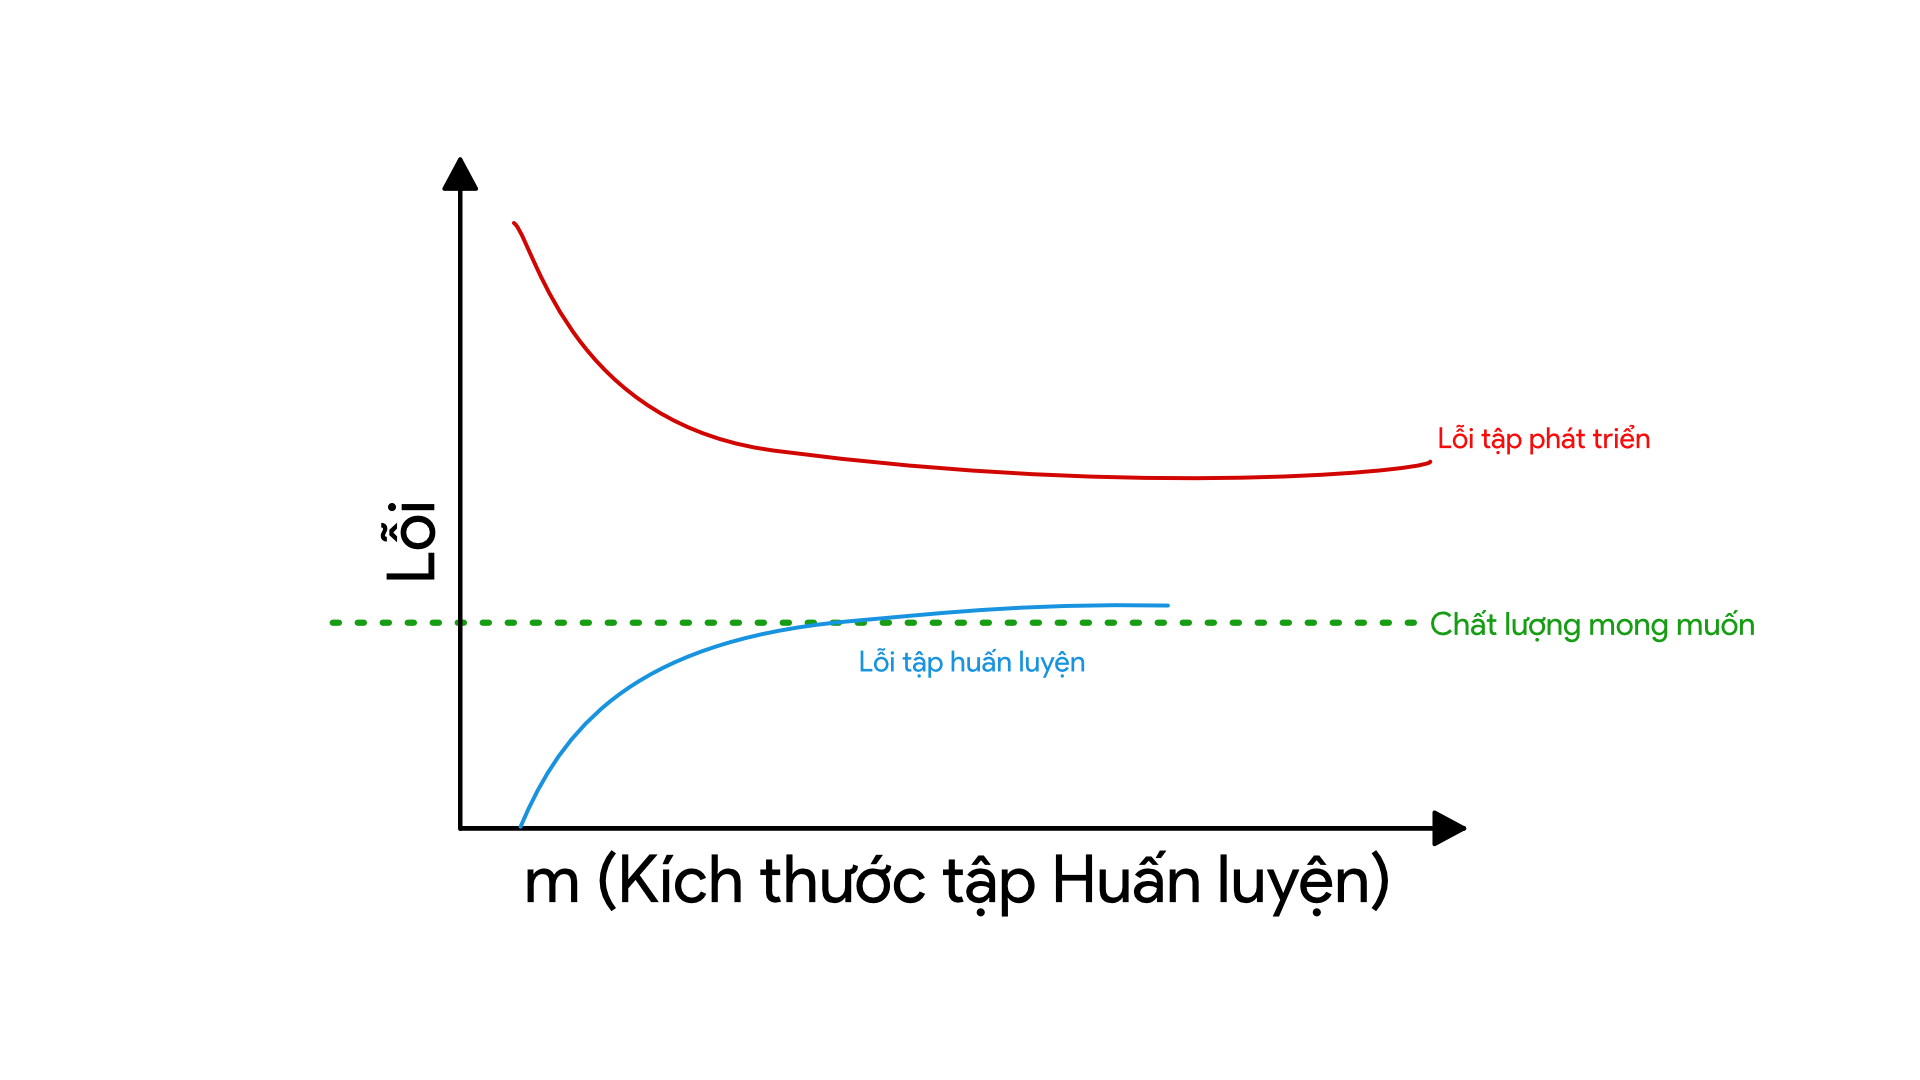 Lỗi tập phát triển
Lỗi
Chất lượng mong muốn
Lỗi tập huấn luyện
m (Kích thước tập Huấn luyện)